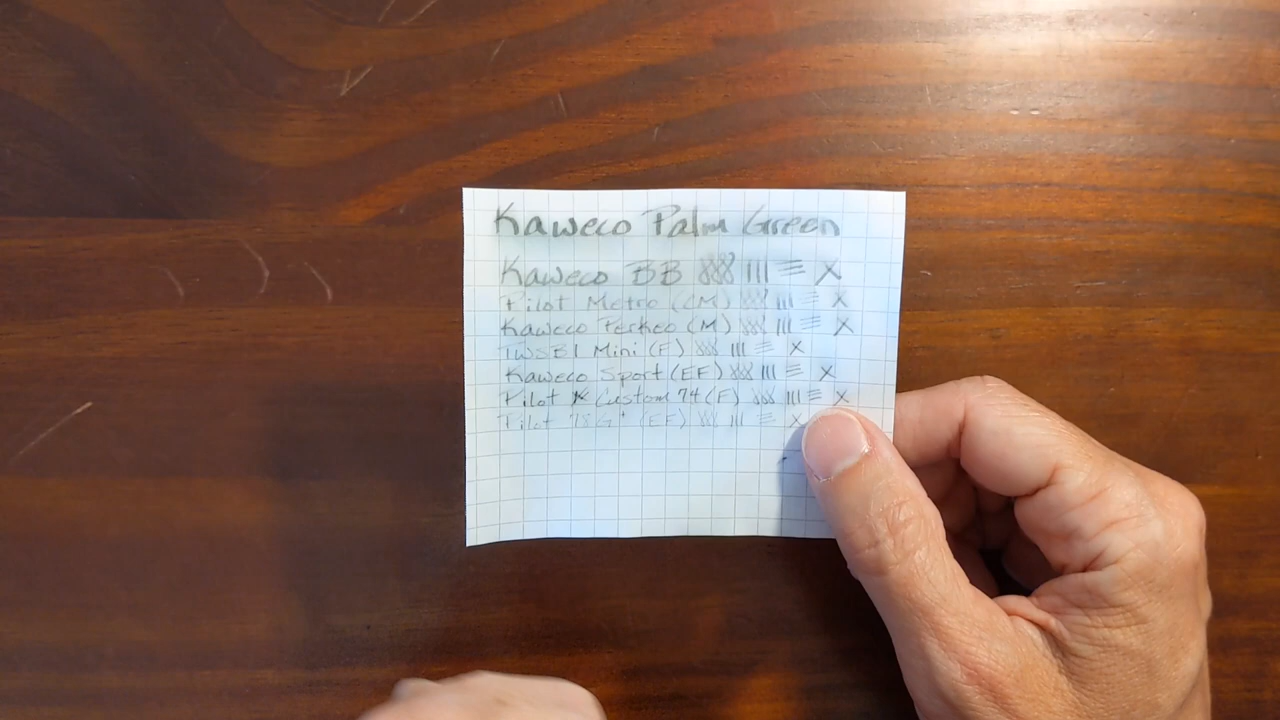 Kaweco Palm Green
Kaweco BB
Pilot Metro (CM)
Kaweco Perkeo (M)
TWSBI Mini (F)
Kaweco Sport (EF)
Pilot Custom 74 (F)
Pilot 78G+ (EF)